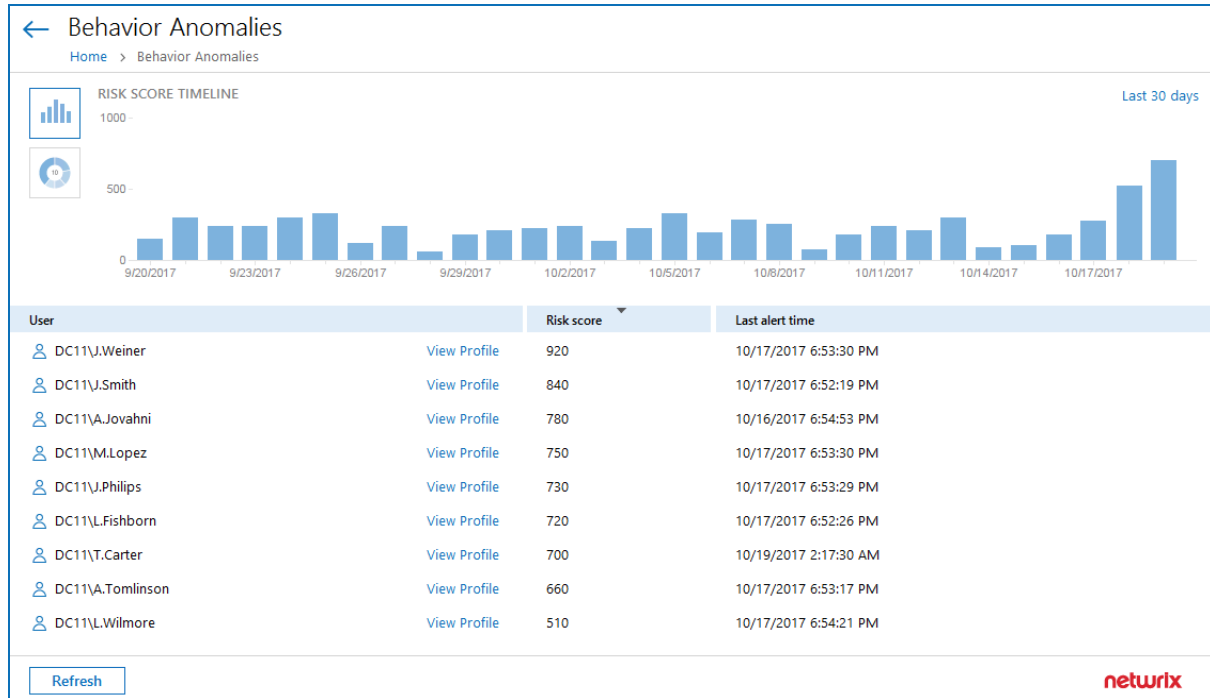 Behavior Anomalies
Home > Behavior Anomalies
RISK SCORE TIMELINE
Last 30 days
1000
10
500
0
9/20/2017 9/23/2017 9/26/2017 9/29/2017 10/2/2017 10/5/2017 10/8/2017 10/11/2017 10/14/2017 10/17/2017
User Risk score Last alert time
DC11\J.Weiner View Profile 920 10/17/2017 6:53:30 PM
DC11\J.Smith View Profile 840 10/17/2017 6:52:19 PM
DC11\A.Jovahni View Profile 780 10/16/2017 6:54:53 PM
DC11\M.Lopez View Profile 750 10/17/2017 6:53:30 PM
DC11\J.Philips View Profile 730 10/17/2017 6:53:29 PM
DC11\L.Fishborn View Profile 720 10/17/2017 6:52:26 PM
DC11\T.Carter View Profile 700 10/19/2017 2:17:30 AM
DC11\A.Tomlinson View Profile 660 10/17/2017 6:53:17 PM
DC11\L.Wilmore View Profile 510 10/17/2017 6:54:21 PM
Refresh
netwrix